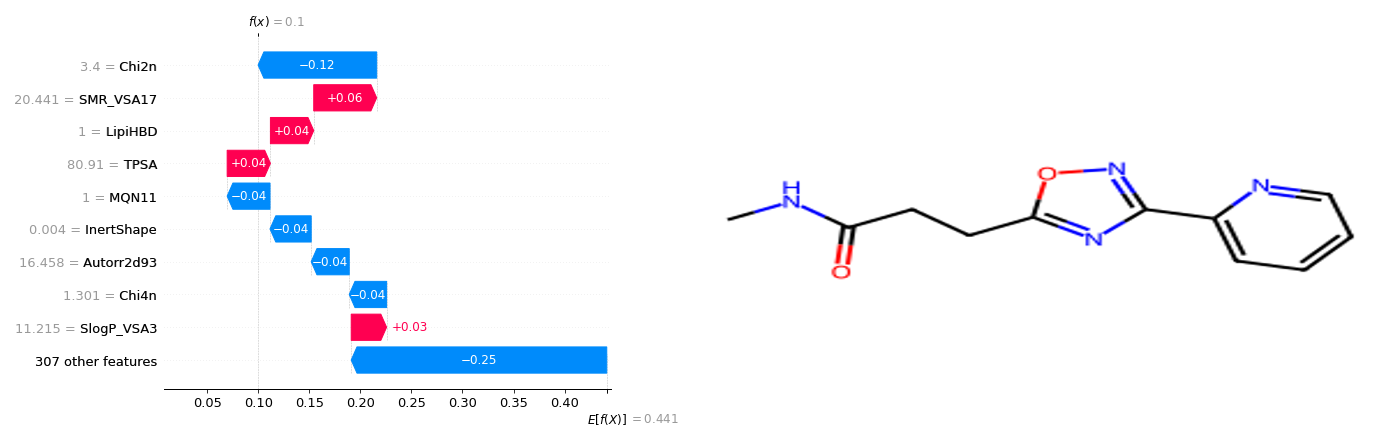 f(x) = 0.1
3.4 = Chi2n −0.12
20.441 = SMR_VSA17 +0.06
1 = LipiHBD +0.04
80.91 = TPSA +0.04
1 = MQN11 −0.04
0.004 = InertShape −0.04
16.458 = Autorr2d93 −0.04
1.301 = Chi4n −0.04
11.215 = SlogP_VSA3 +0.03
307 other features −0.25
0.05 0.10 0.15 0.20 0.25 0.30 0.35 0.40
E[f(X)] = 0.441
H
N
O
O
N
N
N